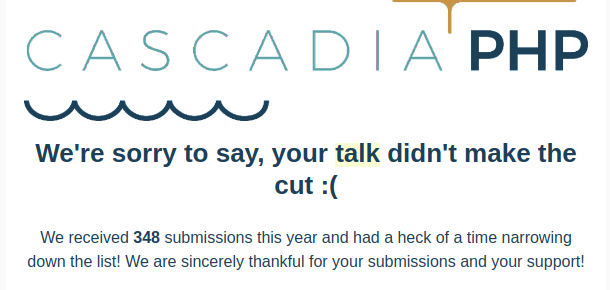 CASCADIA PHP
We're sorry to say, your talk didn't make the
cut :(
We received 348 submissions this year and had a heck of a time narrowing
down the list! We are sincerely thankful for your submissions and your support!